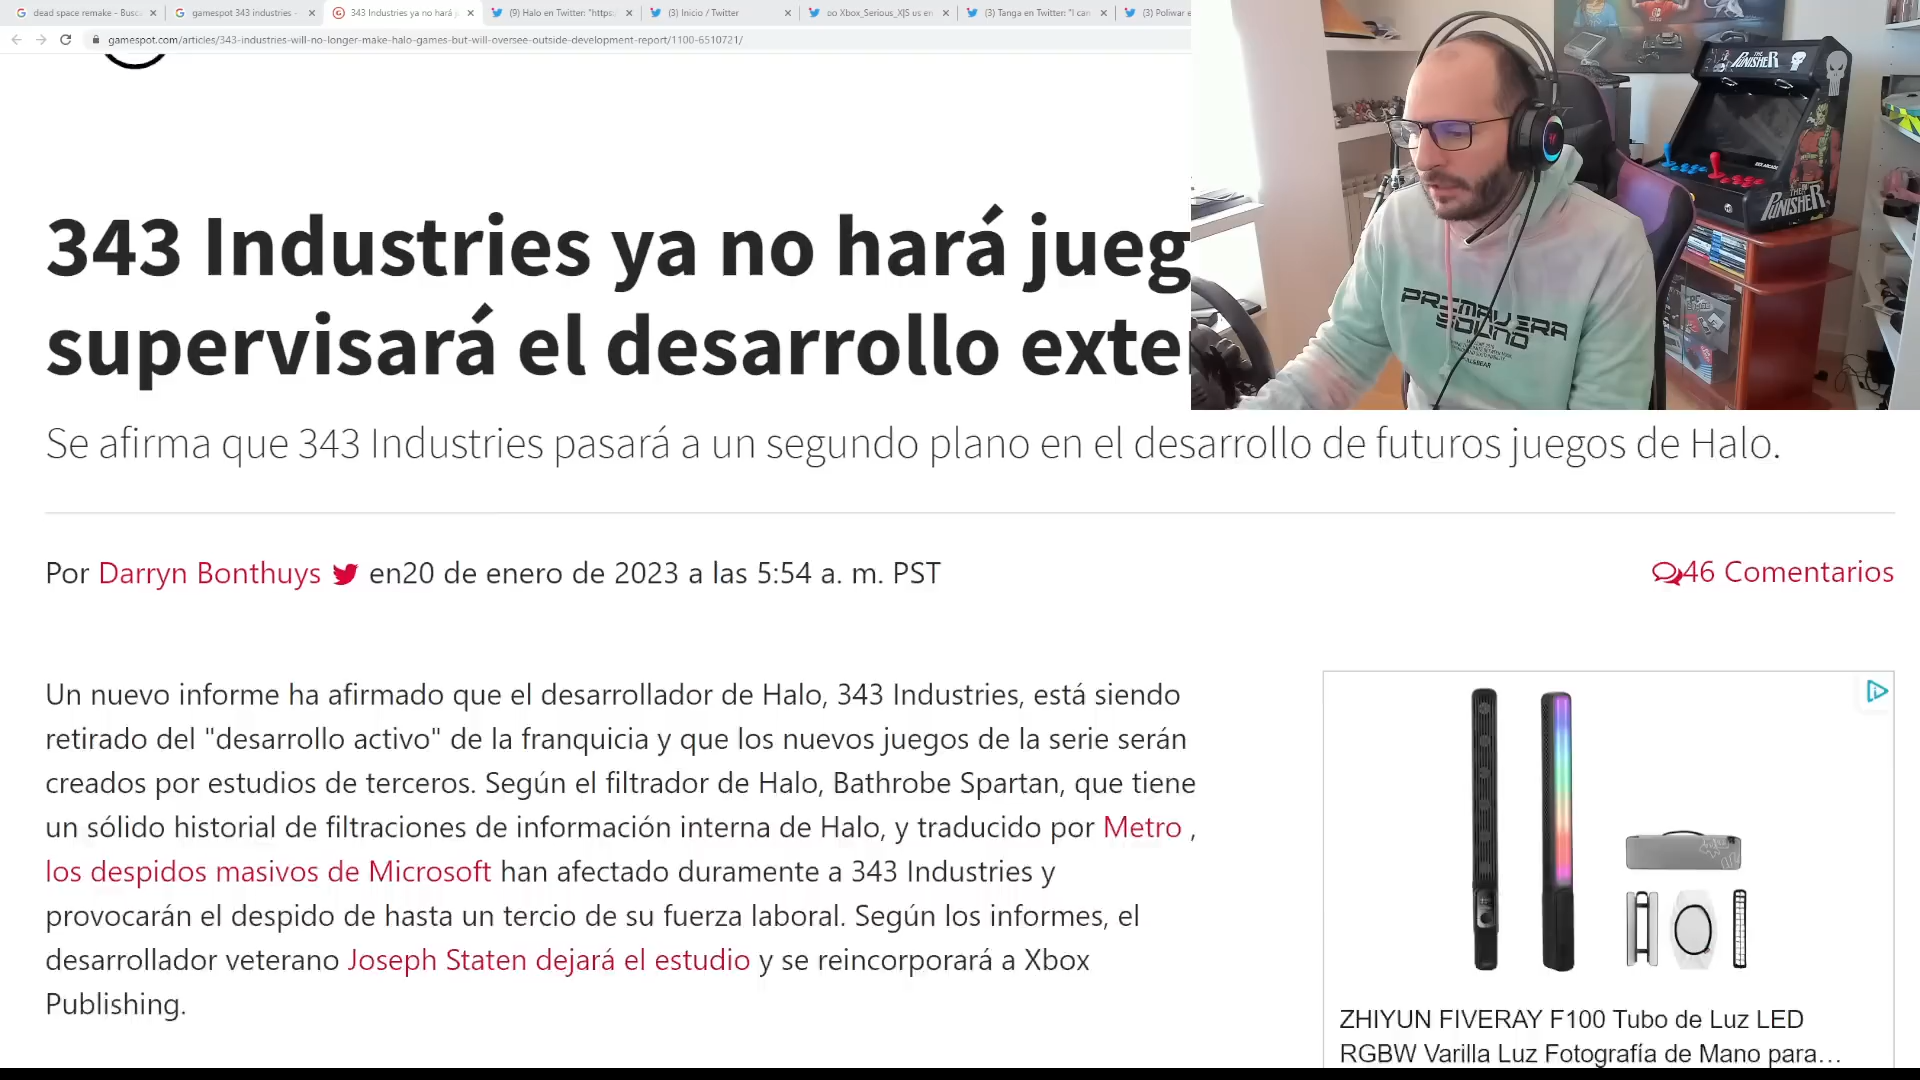 dead space remake - Busc
gamespot 343 industries -
343 Industries ya no hará j
(9) Halo en Twitter: "https:
(3) Inicio / Twitter
oo Xbox_Serious_X|S us en
(3) Tanga en Twitter: "I can
(3) Poliwar e
gamespot.com/articles/343-industries-will-no-longer-make-halo-games-but-will-oversee-outside-development-report/1100-6510721/
343 Industries ya no hará jueg
supervisará el desarrollo exte
Se afirma que 343 Industries pasará a un segundo plano en el desarrollo de futuros juegos de Halo.
Por Darryn Bonthuys en20 de enero de 2023 a las 5:54 a. m. PST
46 Comentarios
Un nuevo informe ha afirmado que el desarrollador de Halo, 343 Industries, está siendo
retirado del "desarrollo activo" de la franquicia y que los nuevos juegos de la serie serán
creados por estudios de terceros. Según el filtrador de Halo, Bathrobe Spartan, que tiene
un sólido historial de filtraciones de información interna de Halo, y traducido por Metro ,
los despidos masivos de Microsoft han afectado duramente a 343 Industries y
provocarán el despido de hasta un tercio de su fuerza laboral. Según los informes, el
desarrollador veterano Joseph Staten dejará el estudio y se reincorporará a Xbox
Publishing.
ZHIYUN FIVERAY F100 Tubo de Luz LED
RGBW Varilla Luz Fotografía de Mano para...
THE PUNISHER
THE PUNISHER
PRIMAVERA
SOUND